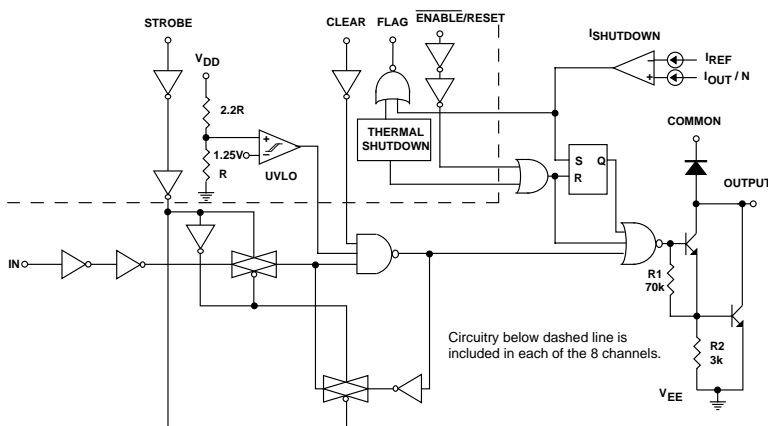 STROBE
CLEAR
FLAG
ENABLE/RESET
ISHUTDOWN
VDD
IREF
IOUT / N
2.2R
COMMON
THERMAL
SHUTDOWN
S
Q
R
1.25V
+
–
–
+
R
UVLO
OUTPUT
IN
R1
70k
Circuitry below dashed line is
included in each of the 8 channels.
R2
3k
VEE